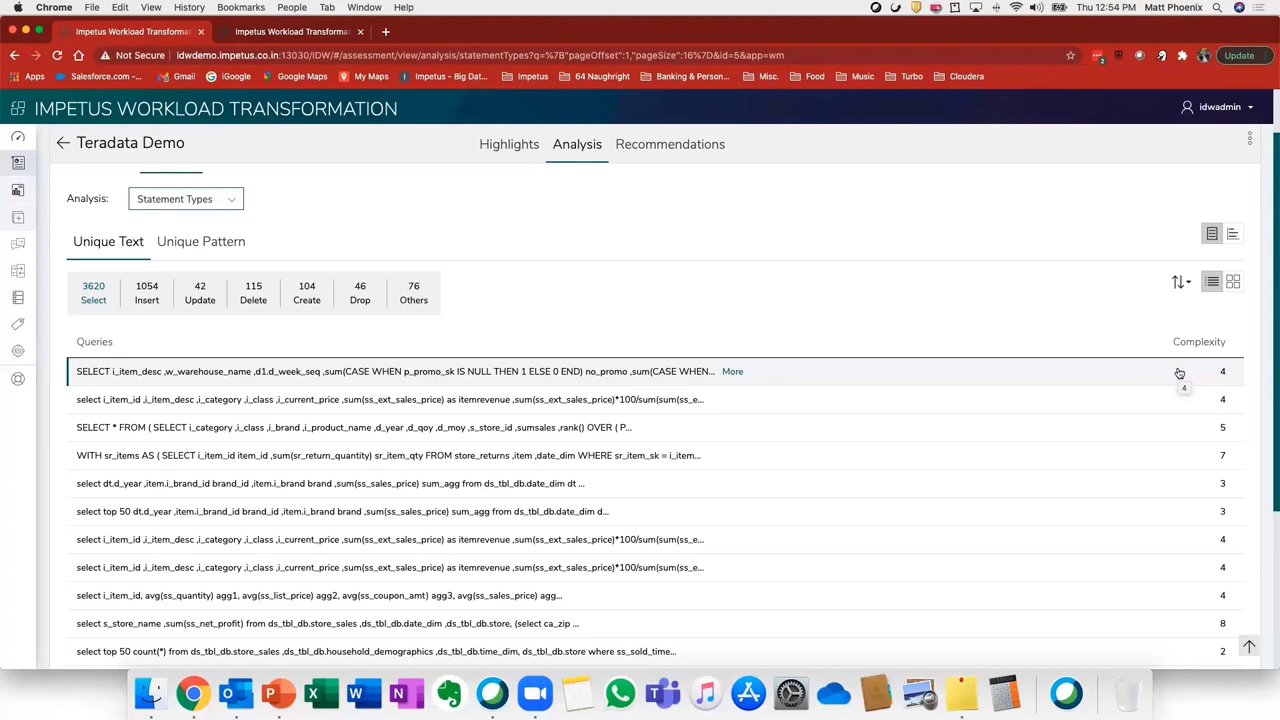 Chrome File Edit View History Bookmarks People Tab Window Help Thu 12:54 PM Matt Phoenix
Impetus Workload Transformat × Impetus Workload Transformat × +
Not Secure | idwdemo.impetus.co.in:13030/IDW/#/assessment/view/analysis/statementTypes?q=%7B"pageOffset":1,"pageSize":16%7D&id=5&app=wm Update
Apps Salesforce.com -... Gmail iGoogle Google Maps My Maps Impetus - Big Dat... Impetus 64 Naughright Banking & Person... Misc. Food Music Turbo Cloudera
IMPETUS WORKLOAD TRANSFORMATION idwadmin
Teradata Demo Highlights Analysis Recommendations
Analysis: Statement Types
Unique Text Unique Pattern
3620 1054 42 115 104 46 76
Select Insert Update Delete Create Drop Others
Queries Complexity
SELECT i_item_desc ,w_warehouse_name ,d1.d_week_seq ,sum(CASE WHEN p_promo_sk IS NULL THEN 1 ELSE 0 END) no_promo ,sum(CASE WHEN... More 4
4
select i_item_id ,i_item_desc ,i_category ,i_class ,i_current_price ,sum(ss_ext_sales_price) as itemrevenue ,sum(ss_ext_sales_price)*100/sum(sum(ss_e... 4
SELECT * FROM ( SELECT i_category ,i_class ,i_brand ,i_product_name ,d_year ,d_qoy ,d_moy ,s_store_id ,sumsales ,rank() OVER ( P... 5
WITH sr_items AS ( SELECT i_item_id item_id ,sum(sr_return_quantity) sr_item_qty FROM store_returns ,item ,date_dim WHERE sr_item_sk = i_item... 7
select dt.d_year ,item.i_brand_id brand_id ,item.i_brand brand ,sum(ss_sales_price) sum_agg from ds_tbl_db.date_dim dt ... 3
select top 50 dt.d_year ,item.i_brand_id brand_id ,item.i_brand brand ,sum(ss_sales_price) sum_agg from ds_tbl_db.date_dim d... 3
select i_item_id ,i_item_desc ,i_category ,i_class ,i_current_price ,sum(ss_ext_sales_price) as itemrevenue ,sum(ss_ext_sales_price)*100/sum(sum(ss_e... 4
select i_item_id ,i_item_desc ,i_category ,i_class ,i_current_price ,sum(ss_ext_sales_price) as itemrevenue ,sum(ss_ext_sales_price)*100/sum(sum(ss_e... 4
select i_item_id, avg(ss_quantity) agg1, avg(ss_list_price) agg2, avg(ss_coupon_amt) agg3, avg(ss_sales_price) agg... 4
select s_store_name ,sum(ss_net_profit) from ds_tbl_db.store_sales ,ds_tbl_db.date_dim ,ds_tbl_db.store, (select ca_zip ... 8
select top 50 count(*) from ds_tbl_db.store_sales ,ds_tbl_db.household_demographics ,ds_tbl_db.time_dim, ds_tbl_db.store where ss_sold_time... 2